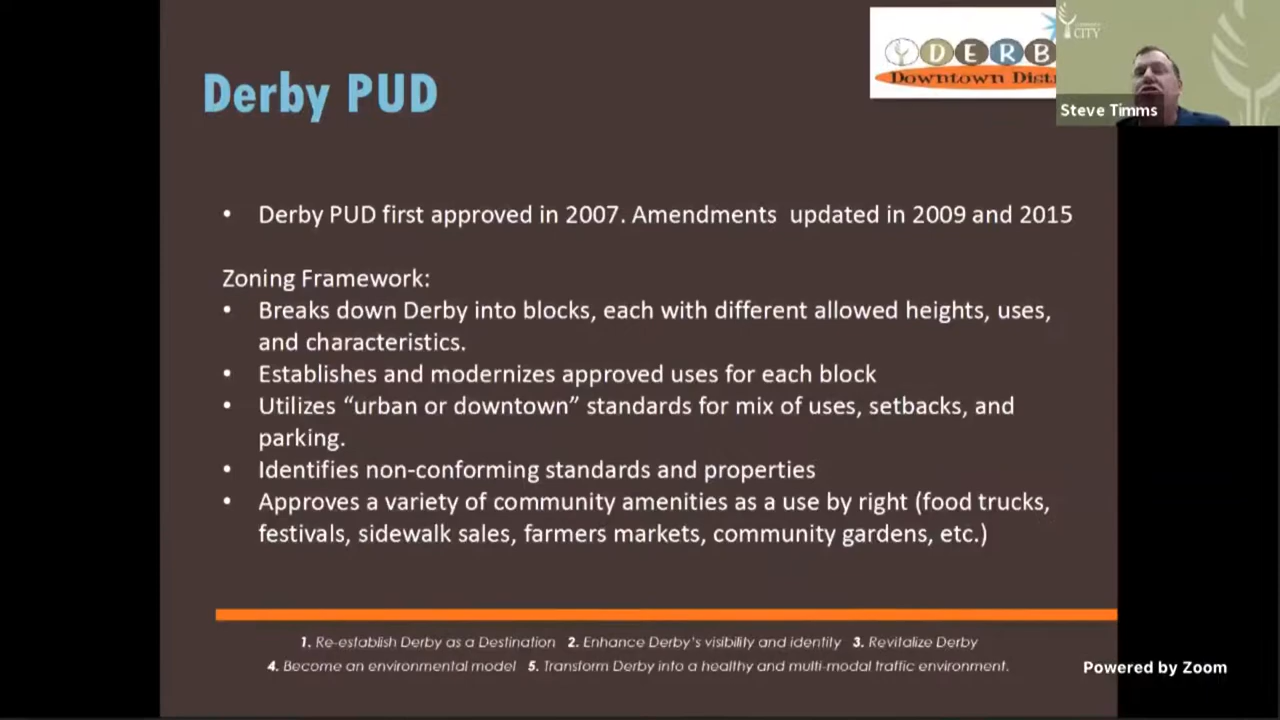 DERB
Downtown Dist
CITY
Steve Timms
Derby PUD
• Derby PUD first approved in 2007. Amendments updated in 2009 and 2015
Zoning Framework:
• Breaks down Derby into blocks, each with different allowed heights, uses,
and characteristics.
• Establishes and modernizes approved uses for each block
• Utilizes “urban or downtown” standards for mix of uses, setbacks, and
parking.
• Identifies non-conforming standards and properties
• Approves a variety of community amenities as a use by right (food trucks,
festivals, sidewalk sales, farmers markets, community gardens, etc.)
1. Re-establish Derby as a Destination 2. Enhance Derby's visibility and identity 3. Revitalize Derby
4. Become an environmental model 5. Transform Derby into a healthy and multi-modal traffic environment.
Powered by Zoom